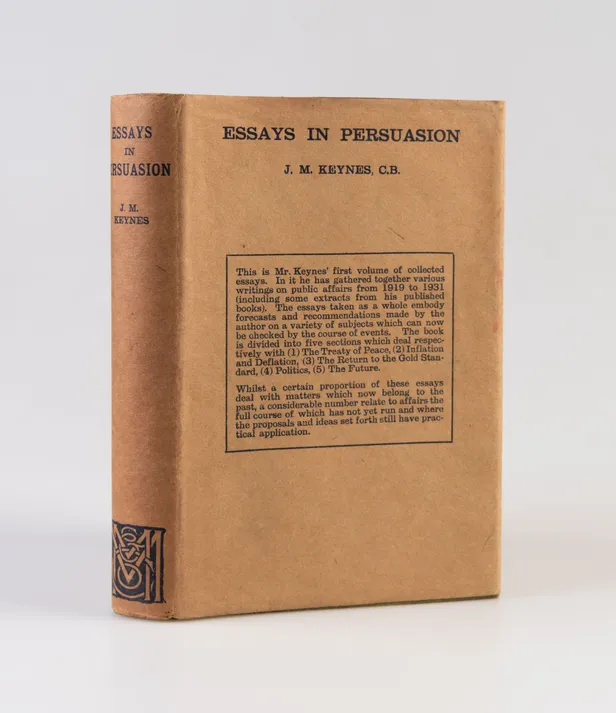 ESSAYS
IN
PERSUASION
J. M.
KEYNES
ESSAYS IN PERSUASION
J. M. KEYNES, C.B.
This is Mr. Keynes' first volume of collected
essays. In it he has gathered together various
writings on public affairs from 1919 to 1931
(including some extracts from his published
books). The essays taken as a whole embody
forecasts and recommendations made by the
author on a variety of subjects which can now
be checked by the course of events. The book
is divided into five sections which deal respec-
tively with (1) The Treaty of Peace, (2) Inflation
and Deflation, (3) The Return to the Gold Stan-
dard, (4) Politics, (5) The Future.
Whilst a certain proportion of these essays
deal with matters which now belong to the
past, a considerable number relate to affairs the
full course of which has not yet run and where
the proposals and ideas set forth still have prac-
tical application.